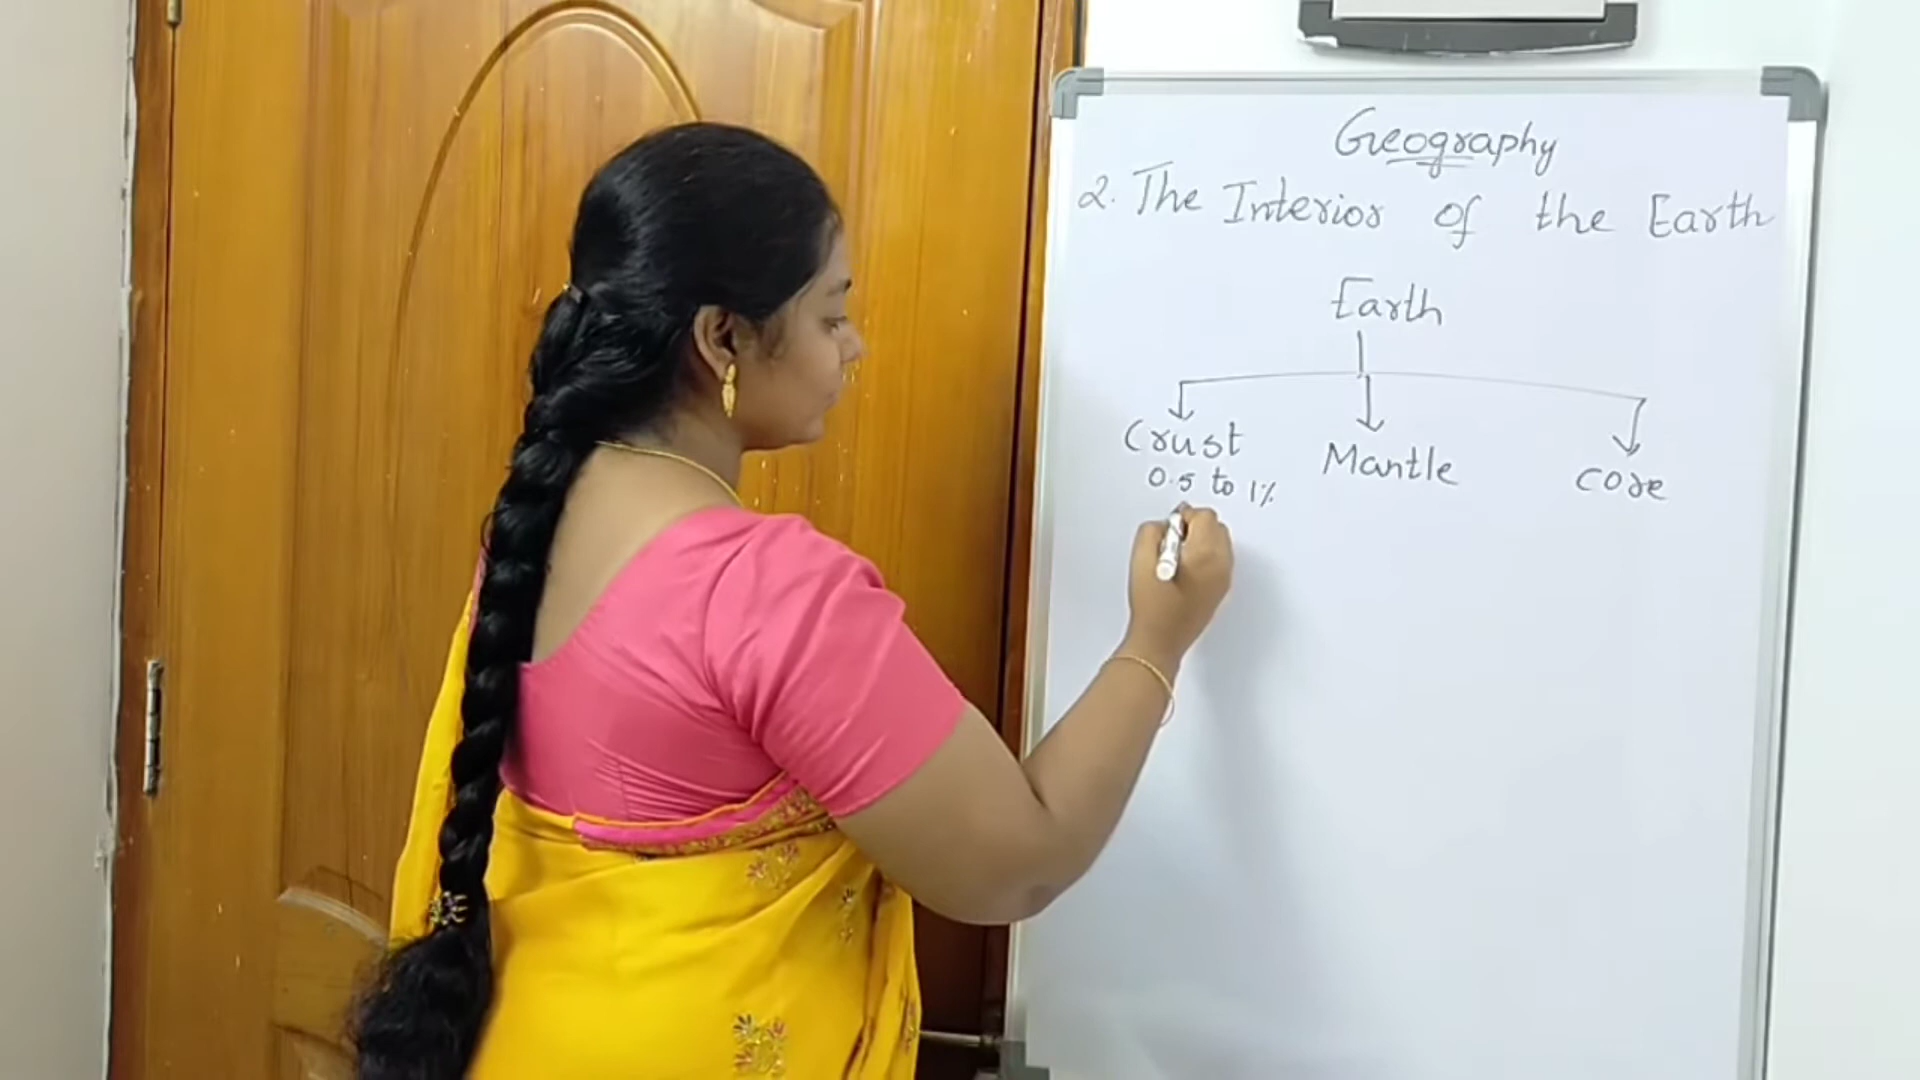 Geography
2. The Interior of the Earth
Earth
Crust Mantle core
0.5 to 1%